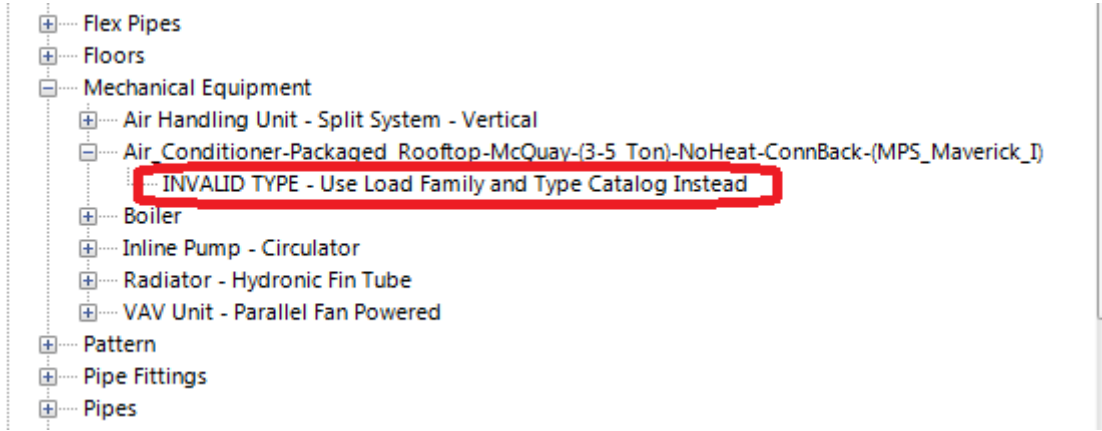 Flex Pipes
Floors
Mechanical Equipment
Air Handling Unit - Split System - Vertical
Air_Conditioner-Packaged_Rooftop-McQuay-(3-5_Ton)-NoHeat-ConnBack-(MPS_Maverick_I)
INVALID TYPE - Use Load Family and Type Catalog Instead
Boiler
Inline Pump - Circulator
Radiator - Hydronic Fin Tube
VAV Unit - Parallel Fan Powered
Pattern
Pipe Fittings
Pipes